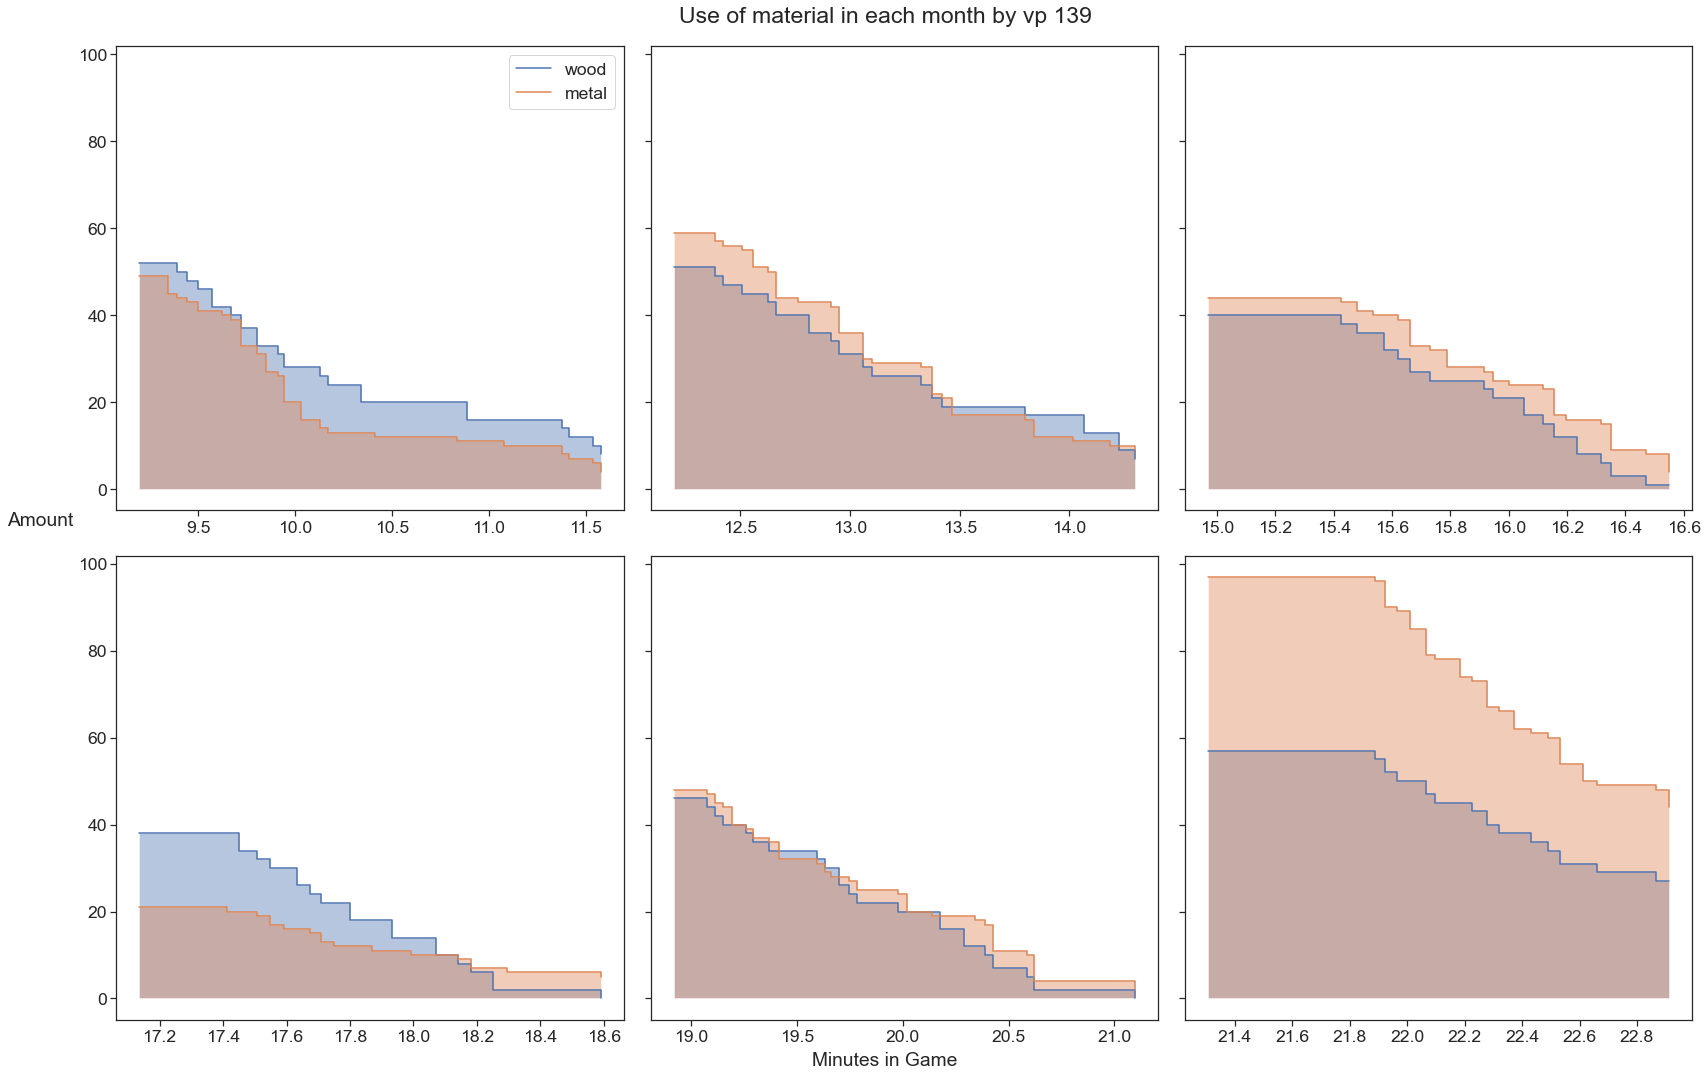 Use of material in each month by vp 139
wood
metal
100
80
60
40
20
0
9.5 10.0 10.5 11.0 11.5
12.5 13.0 13.5 14.0
15.0 15.2 15.4 15.6 15.8 16.0 16.2 16.4 16.6
Amount
100
80
60
40
20
0
17.2 17.4 17.6 17.8 18.0 18.2 18.4 18.6
19.0 19.5 20.0 20.5 21.0
21.4 21.6 21.8 22.0 22.2 22.4 22.6 22.8
Minutes in Game